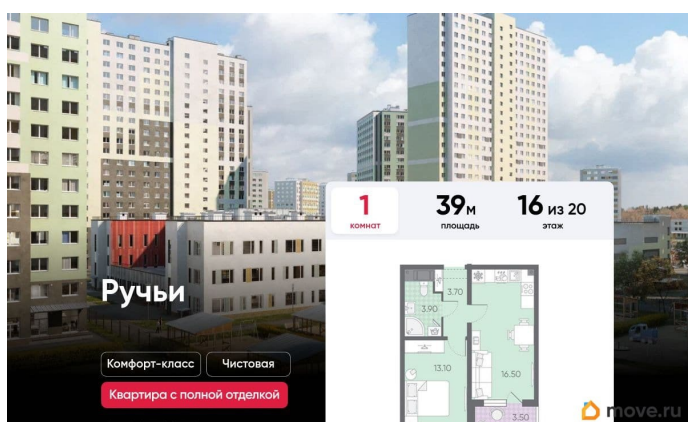 1
комнат
39м
площадь
16 из 20
этаж
Ручьи
3.70
3.90
13.10
16.50
3.50
Комфорт-класс
Чистовая
Квартира с полной отделкой
move.ru